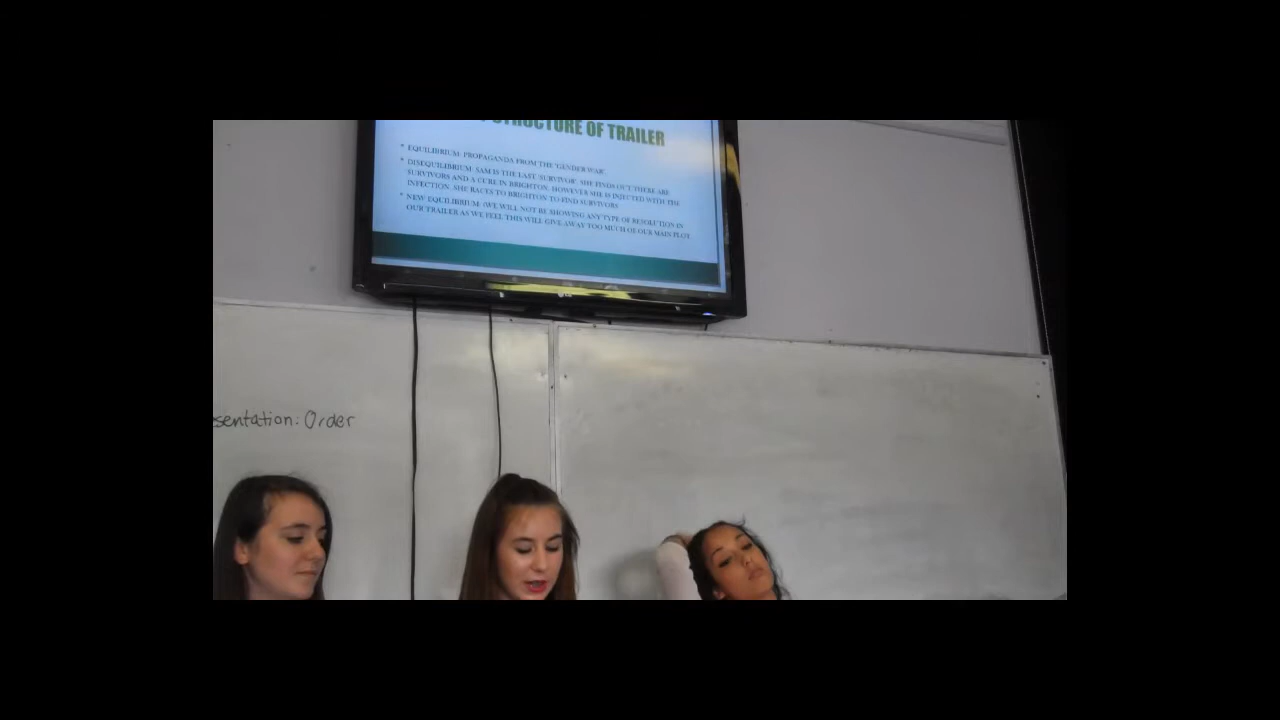 STRUCTURE OF TRAILER
* EQUILIBRIUM: PROPAGANDA FROM THE 'GENDER WAR'.
* DISEQUILIBRIUM: SAM IS THE LAST 'SURVIVOR'. SHE FINDS OUT THERE ARE
SURVIVORS AND A CURE IN BRIGHTON. HOWEVER SHE IS INJECTED WITH THE
INFECTION. SHE RACES TO BRIGHTON TO FIND SURVIVORS.
* NEW EQUILIBRIUM: (WE WILL NOT BE SHOWING ANY TYPE OF RESOLUTION IN
OUR TRAILER AS WE FEEL THIS WILL GIVE AWAY TOO MUCH OF OUR MAIN PLOT.
LG
esentation: Order